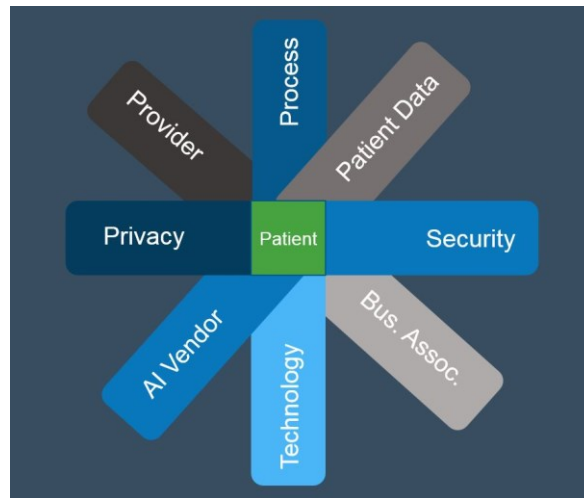 Process
Provider
Patient Data
Privacy
Patient
Security
AI Vendor
Technology
Bus. Assoc.